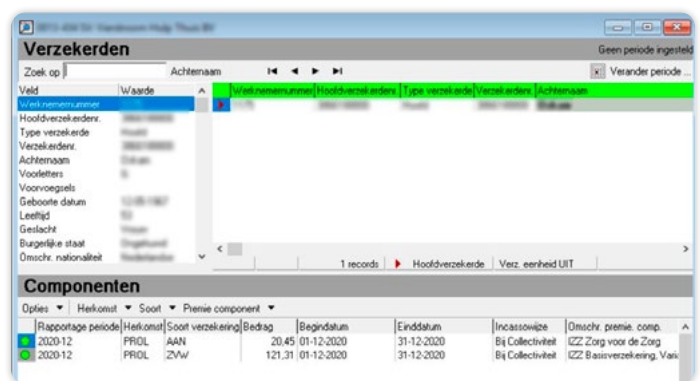 Verzekerden
Geen periode ingesteld
Zoek op
Achternaam
Verander periode ...
Veld Waarde
Werknemernummer
Hoofdverzekerdenr.
Type verzekerde
Verzekerdenr.
Achternaam
Voorletters
Voorvoegsels
Geboorte datum
Leeftijd
Geslacht
Burgerlijke staat
Omschr. nationaliteit
Werknemernummer Hoofdverzekerdenr Type verzekerde Verzekerdenr. Achternaam
1 records Hoofdverzekerde Verz. eenheid UIT
Componenten
Opties Herkomst Soort Premie component
Rapportage periode Herkomst Soort verzekering Bedrag Begindatum Einddatum Incassowijze Omschr. premie. comp.
2020-12 PROL AAN 20,45 01-12-2020 31-12-2020 Bij Collectiviteit IZZ Zorg voor de Zorg
2020-12 PROL ZVW 121,31 01-12-2020 31-12-2020 Bij Collectiviteit IZZ Basisverzekering, Vari